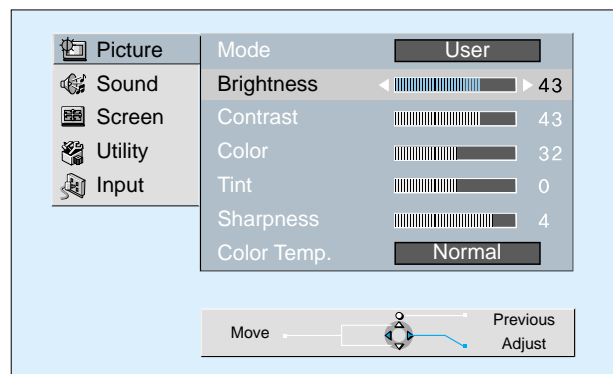 Picture
Sound
Screen
Utility
Input
Mode User
Brightness 43
Contrast 43
Color 32
Tint 0
Sharpness 4
Color Temp. Normal
Move
Previous
Adjust